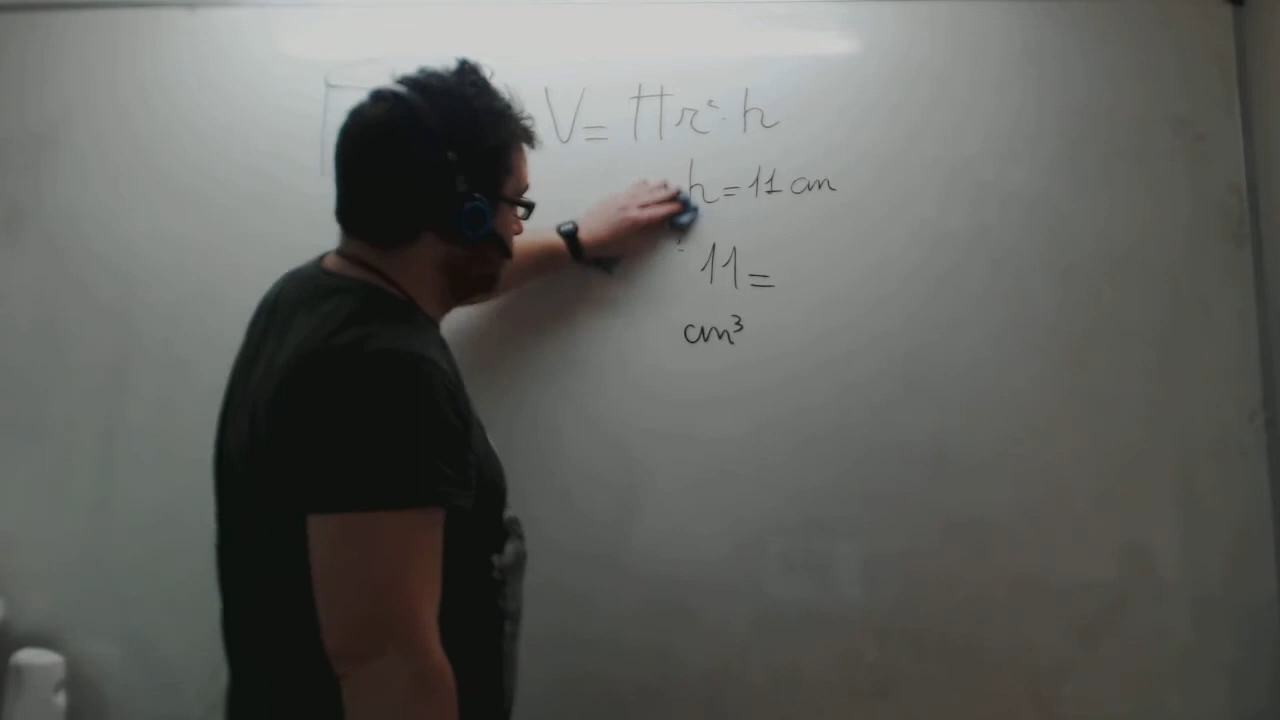 V = πr²·h
h = 11 cm
11 =
cm³